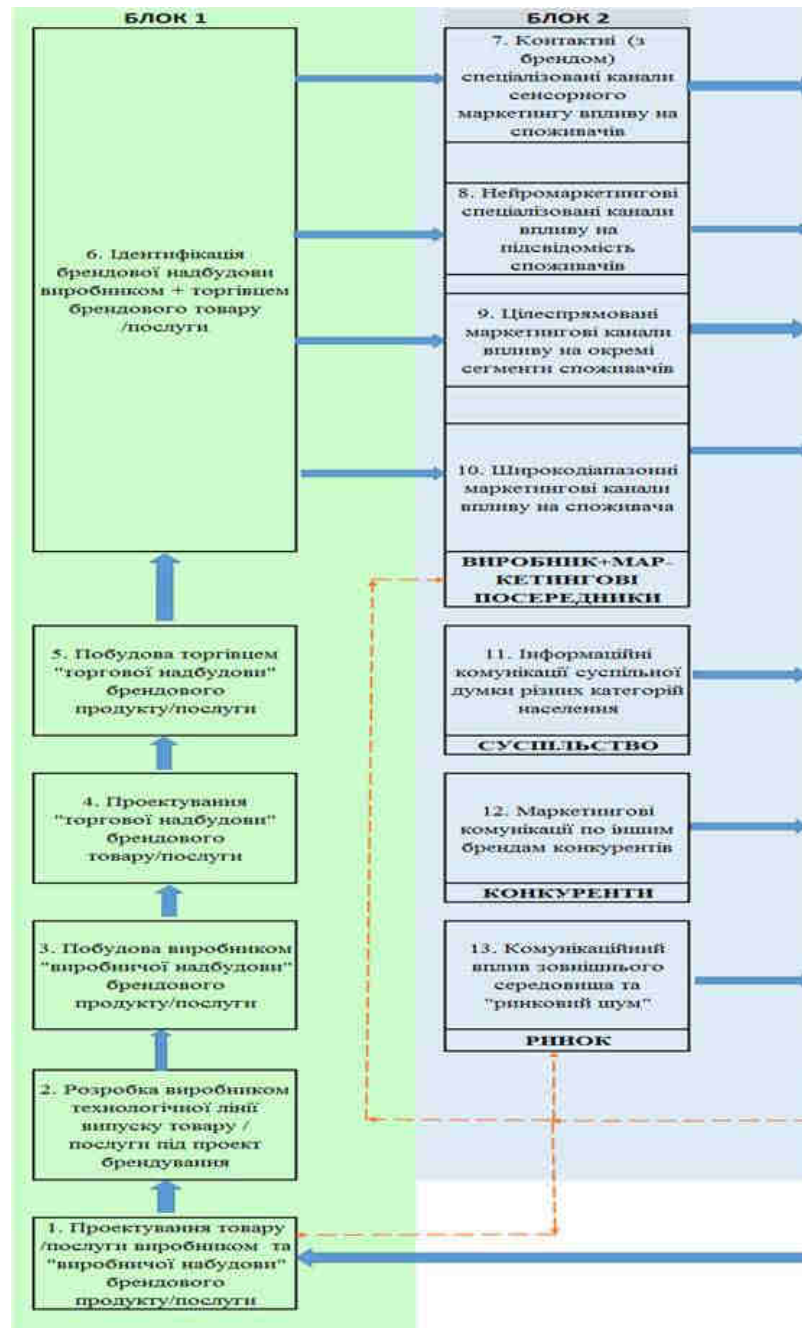 БЛОК 1
6. Ідентифікація
брендової надбудови
виробником + торгівцем
брендового товару
/послуги
5. Побудова торгівцем
"торгової надбудови"
брендового
продукту/послуги
4. Проектування
"торгової надбудови"
брендового
товару/послуги
3. Побудова виробником
"виробничої надбудови"
брендового
продукту/послуги
2. Розробка виробником
технологічної лінії
випуску товару /
послуги під проект
брендування
1. Проектування товару
/послуги виробником та
"виробничої набудови"
брендового
продукту/послуги
БЛОК 2
7. Контактні (з
брендом)
спеціалізовані канали
сенсорного
маркетингу впливу на
споживачів
8. Нейромаркетингові
спеціалізовані канали
впливу на
підсвідомість
споживачів
9. Цілеспрямовані
маркетингові канали
впливу на окремі
сегменти споживачів
10. Широкодіапазонні
маркетингові канали
впливу на споживача
ВИРОБНИК+МАР-
КЕТИНГОВІ
ПОСЕРЕДНИКИ
11. Інформаційні
комунікації суспільної
думки різних категорій
населення
СУСПІЛЬСТВО
12. Маркетингові
комунікації по іншим
брендам конкурентів
КОНКУРЕНТИ
13. Комунікаційний
вплив зовнішнього
середовища та
"ринковий шум"
РИНОК